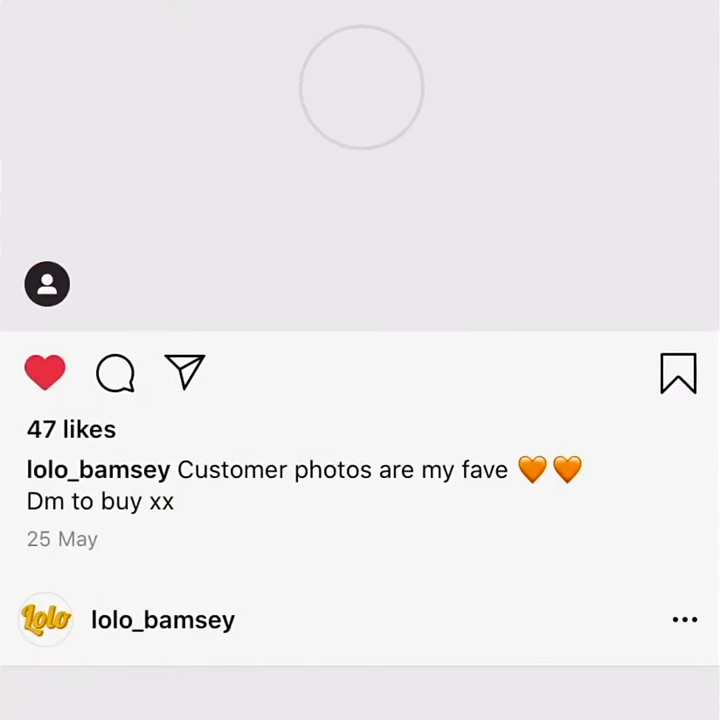 47 likes
lolo_bamsey Customer photos are my fave 🧡🧡
Dm to buy xx
25 May
Lolo lolo_bamsey